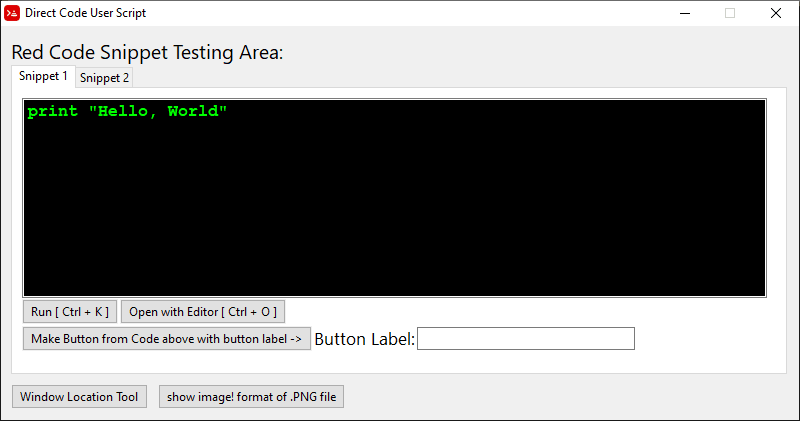 Direct Code User Script
Red Code Snippet Testing Area:
Snippet 1 Snippet 2
print "Hello, World"
Run [ Ctrl + K ] Open with Editor [ Ctrl + O ]
Make Button from Code above with button label -> Button Label:
Window Location Tool show image! format of .PNG file